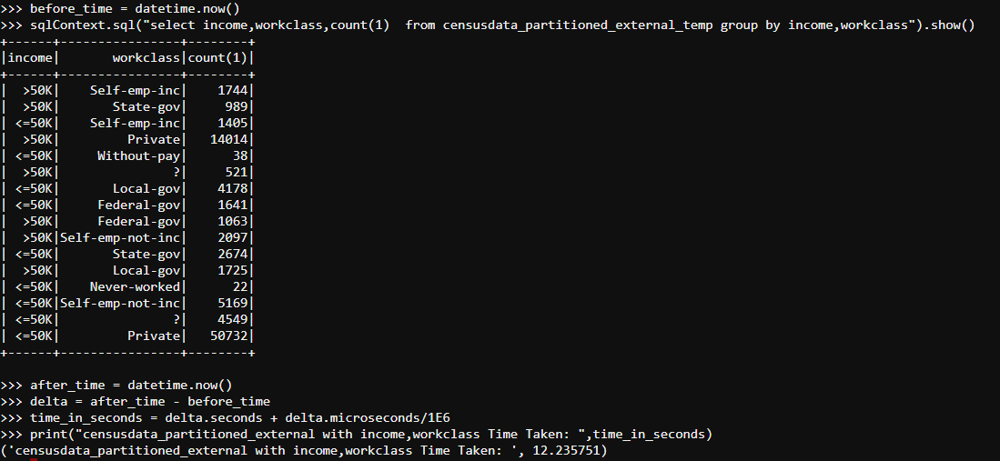 >>> before_time = datetime.now()
>>> sqlContext.sql("select income,workclass,count(1)  from censusdata_partitioned_external_temp group by income,workclass").show()
+------+----------------+--------+
|income|       workclass|count(1)|
+------+----------------+--------+
|  >50K|    Self-emp-inc|    1744|
|  >50K|       State-gov|     989|
| <=50K|    Self-emp-inc|    1405|
|  >50K|         Private|   14014|
| <=50K|     Without-pay|      38|
|  >50K|               ?|     521|
| <=50K|       Local-gov|    4178|
| <=50K|     Federal-gov|    1641|
|  >50K|     Federal-gov|    1063|
|  >50K|Self-emp-not-inc|    2097|
| <=50K|       State-gov|    2674|
|  >50K|       Local-gov|    1725|
| <=50K|    Never-worked|      22|
| <=50K|Self-emp-not-inc|    5169|
| <=50K|               ?|    4549|
| <=50K|         Private|   50732|
+------+----------------+--------+
>>> after_time = datetime.now()
>>> delta = after_time - before_time
>>> time_in_seconds = delta.seconds + delta.microseconds/1E6
>>> print("censusdata_partitioned_external with income,workclass Time Taken: ",time_in_seconds)
('censusdata_partitioned_external with income,workclass Time Taken: ', 12.235751)